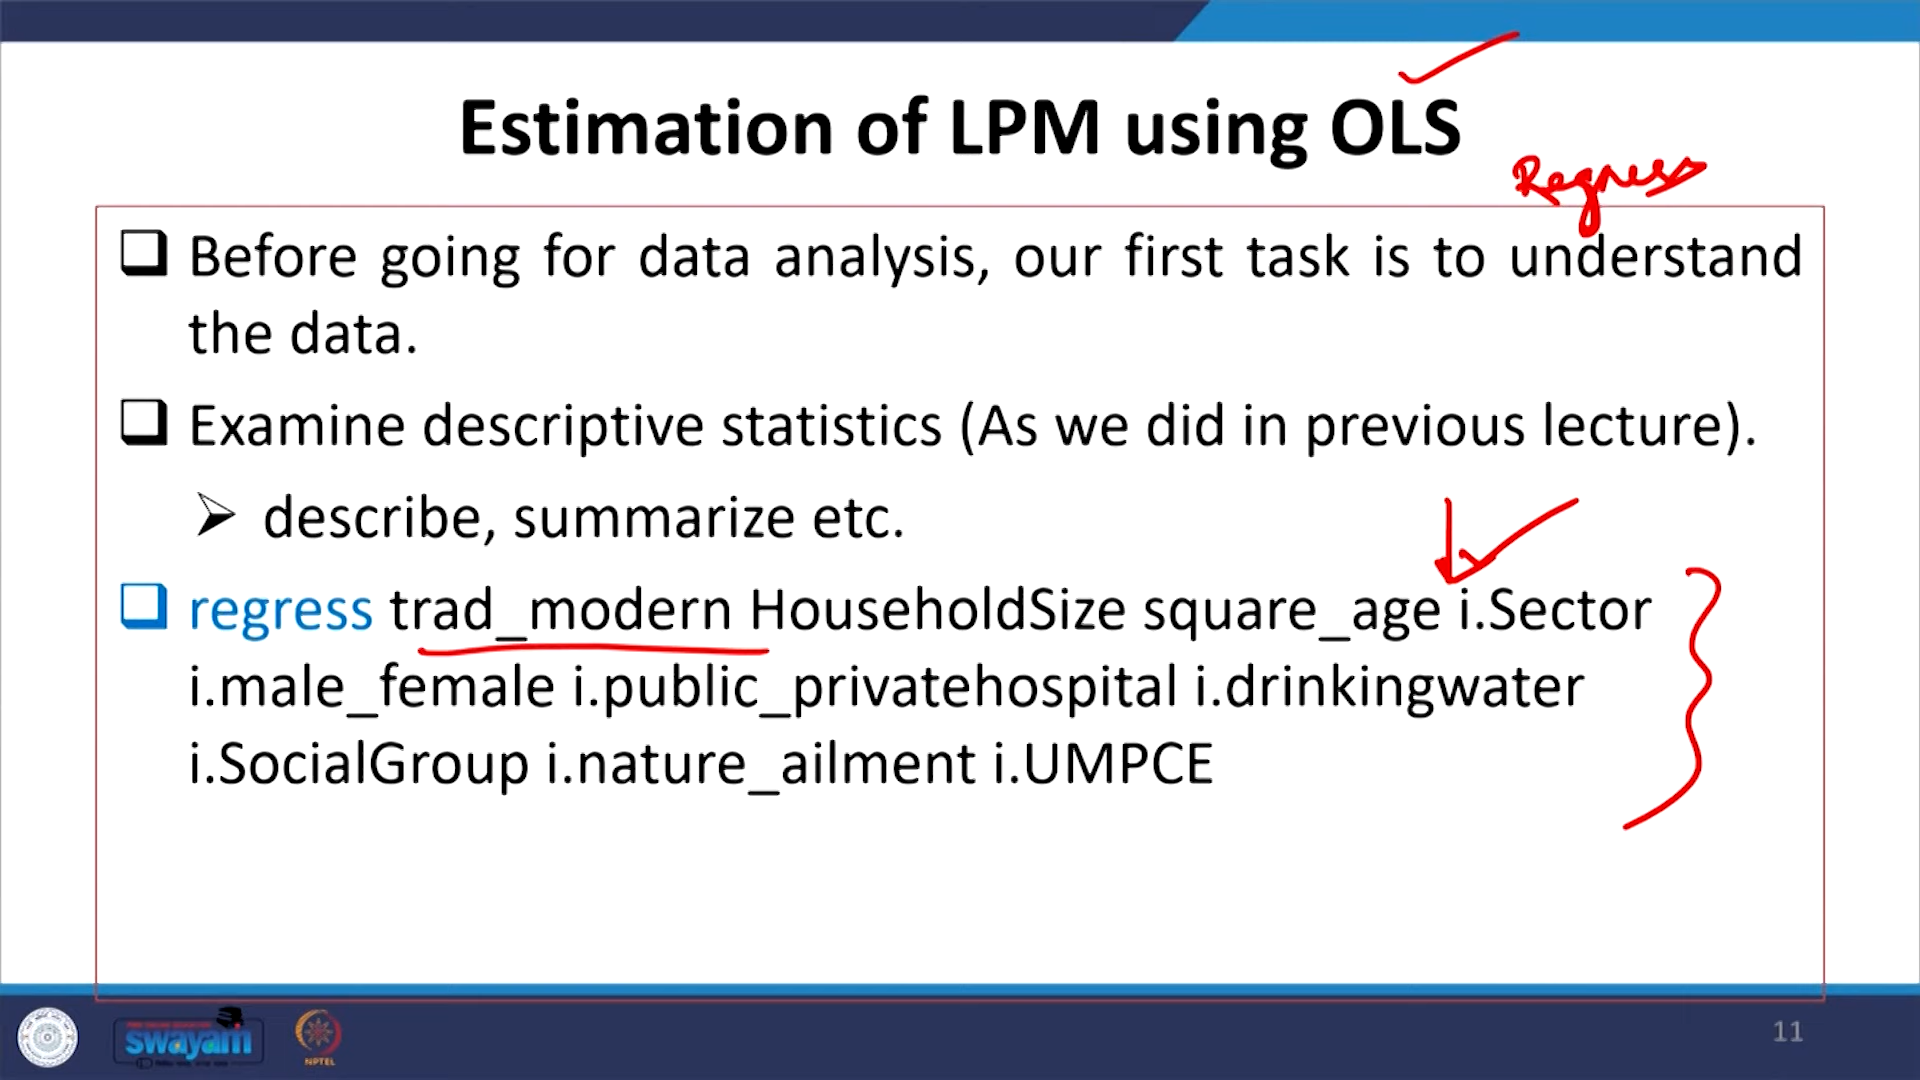 Estimation of LPM using OLS
Regress
Before going for data analysis, our first task is to understand
the data.
Examine descriptive statistics (As we did in previous lecture).
describe, summarize etc.
regress trad_modern HouseholdSize square_age i.Sector
i.male_female i.public_privatehospital i.drinkingwater
i.SocialGroup i.nature_ailment i.UMPCE
swayam
NPTEL
11